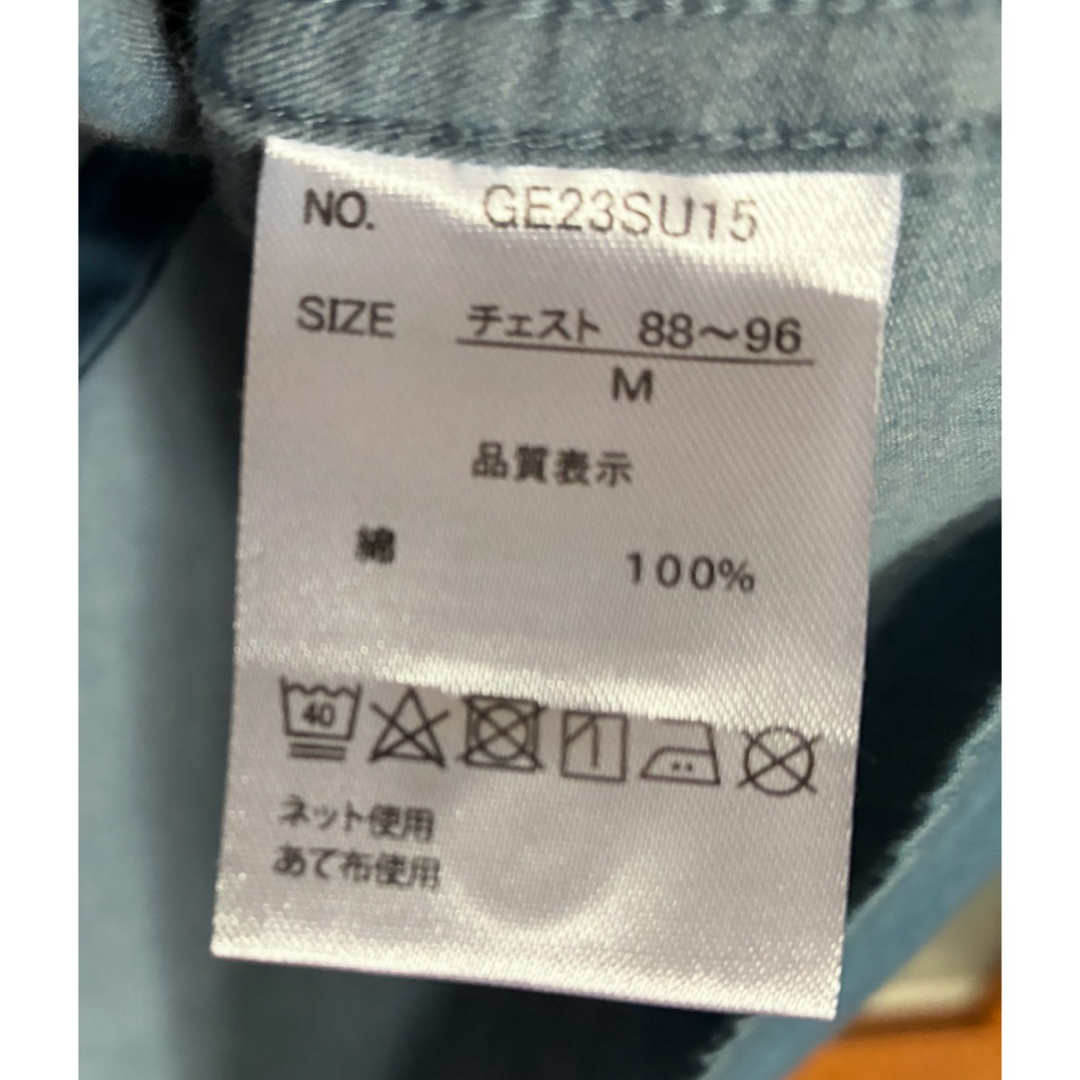 NO. GE23SU15
SIZE チェスト 88～96
M
品質表示
綿 100%
40
ネット使用
あて布使用